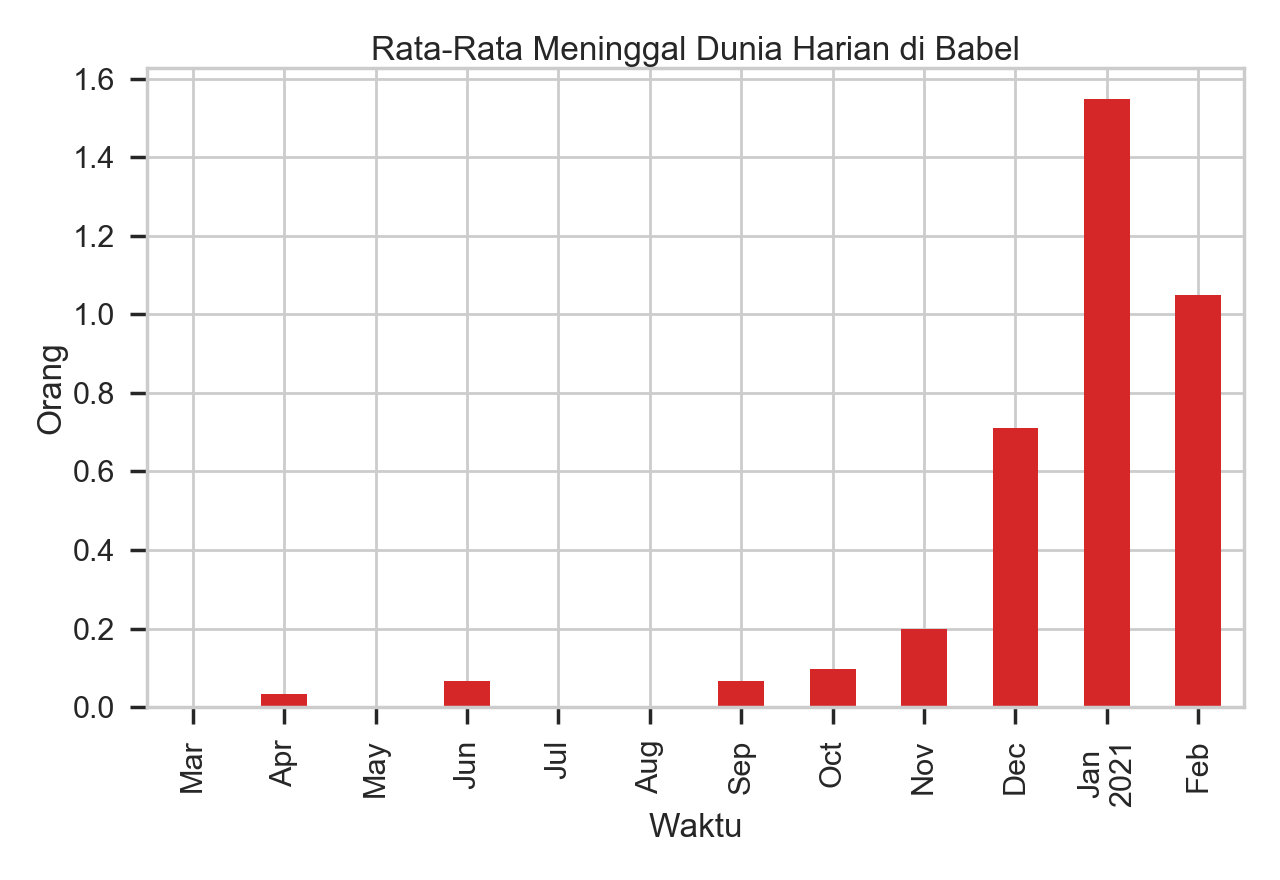 Rata-Rata Meninggal Dunia Harian di Babel
1.6
1.4
1.2
1.0
0.8
0.6
0.4
0.2
0.0
Orang
Mar
Apr
May
Jun
Jul
Aug
Sep
Oct
Nov
Dec
Jan
2021
Feb
Waktu